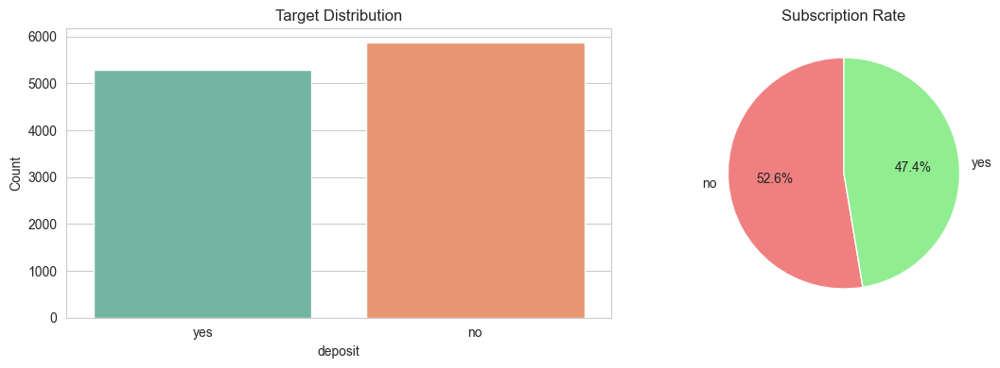 Target Distribution
6000
5000
4000
3000
2000
1000
0
Count
yes
no
deposit
Subscription Rate
no
52.6%
47.4%
yes